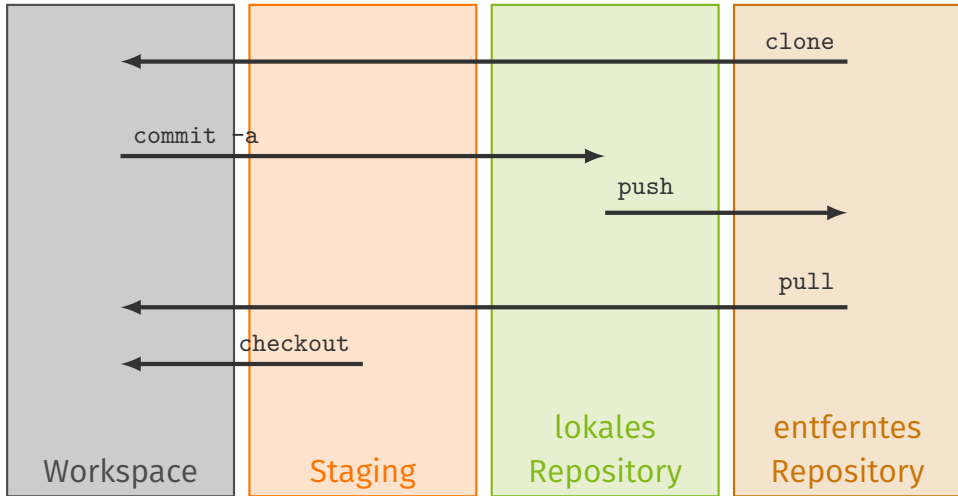 clone
commit -a
push
pull
checkout
Workspace
Staging
lokales
Repository
entferntes
Repository